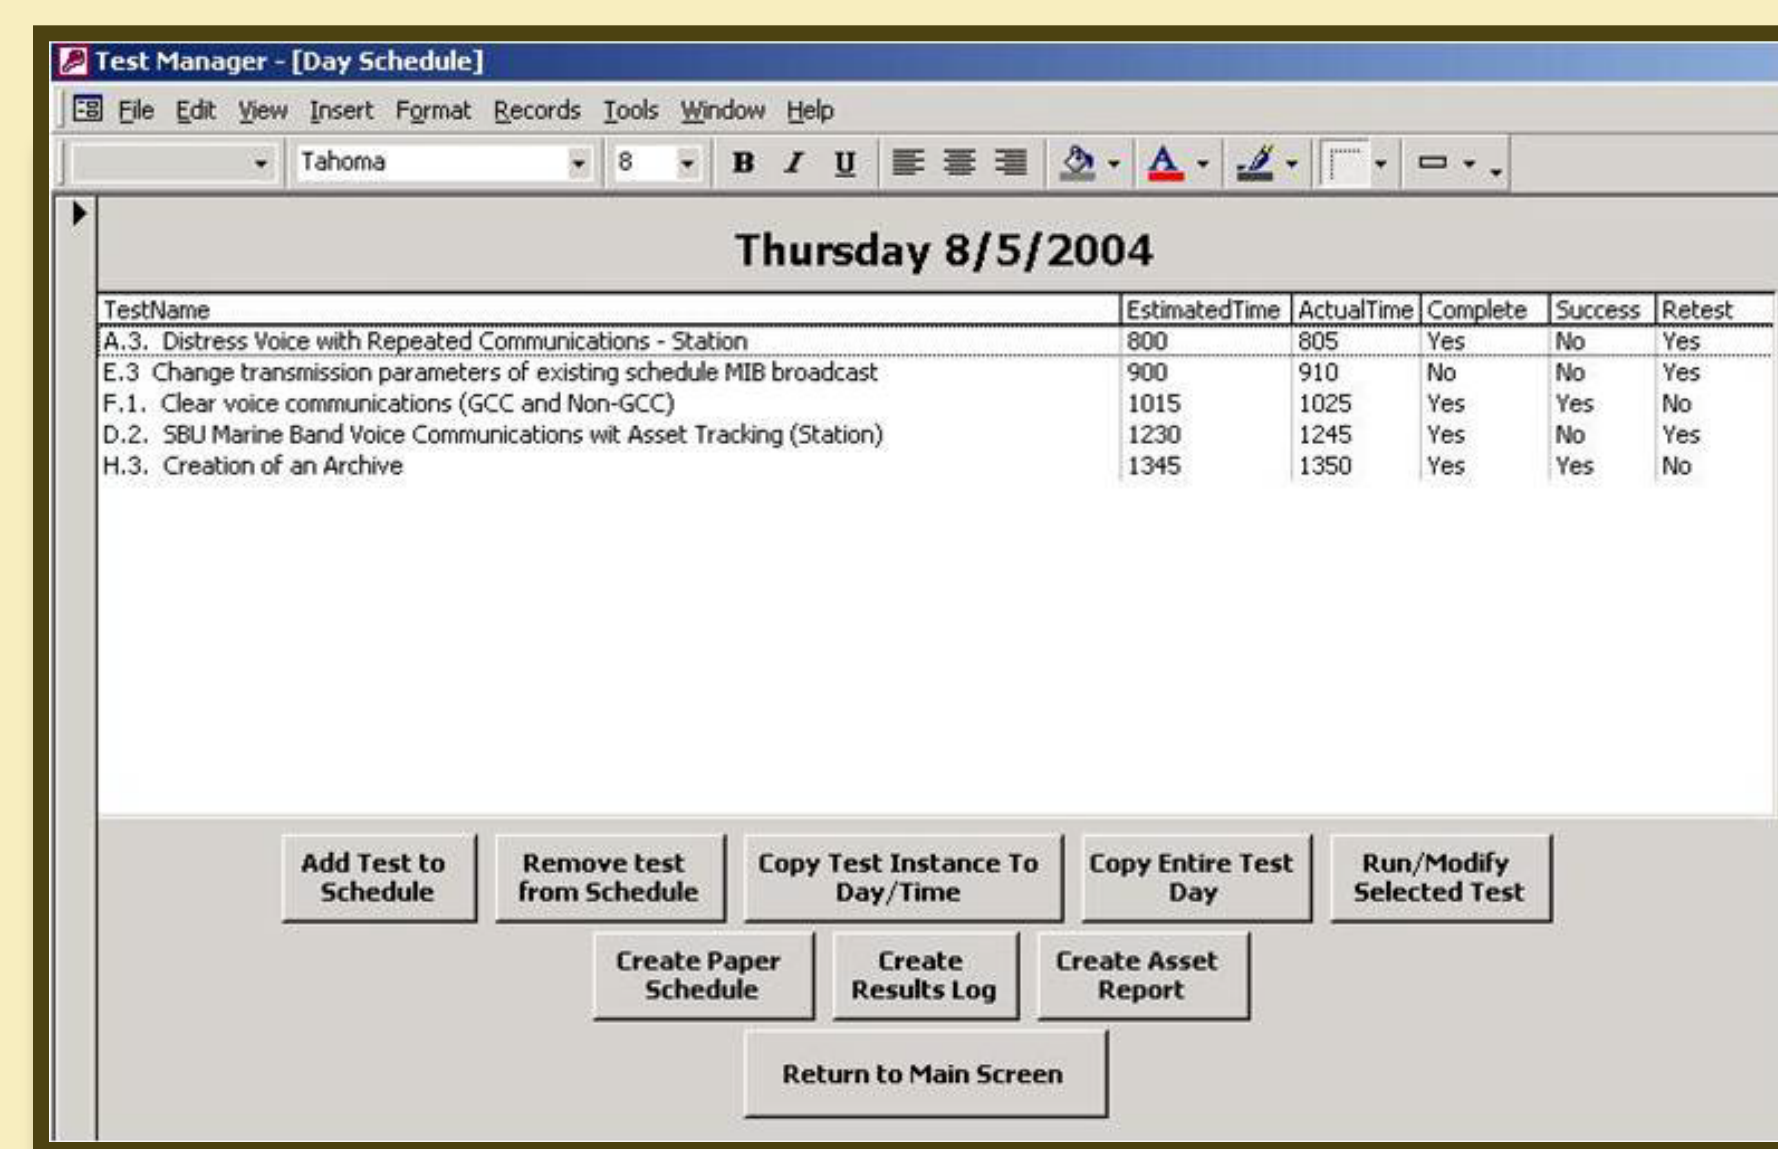 Test Manager - [Day Schedule]
File Edit View Insert Format Records Tools Window Help
Tahoma 8 B I U A
Thursday 8/5/2004
TestName EstimatedTime ActualTime Complete Success Retest
A.3. Distress Voice with Repeated Communications - Station 800 805 Yes No Yes
E.3 Change transmission parameters of existing schedule MIB broadcast 900 910 No No Yes
F.1. Clear voice communications (GCC and Non-GCC) 1015 1025 Yes Yes No
D.2. SBU Marine Band Voice Communications wit Asset Tracking (Station) 1230 1245 Yes No Yes
H.3. Creation of an Archive 1345 1350 Yes Yes No
Add Test to
Schedule
Remove test
from Schedule
Copy Test Instance To
Day/Time
Copy Entire Test
Day
Run/Modify
Selected Test
Create Paper
Schedule
Create
Results Log
Create Asset
Report
Return to Main Screen